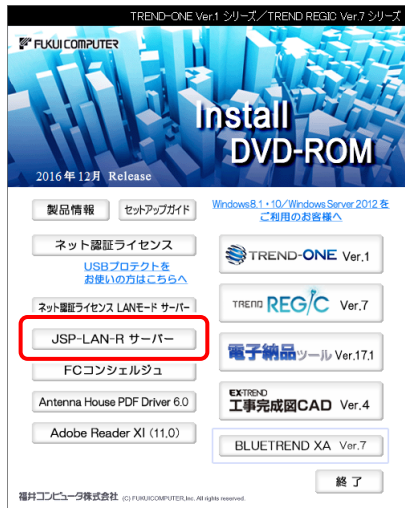 TREND-ONE Ver.1 シリーズ／TREND REGIC Ver.7 シリーズ
FUKUI COMPUTER
Install
DVD-ROM
2016年12月 Release
製品情報
セットアップガイド
Windows8.1・10／Windows Server 2012 を
ご利用のお客様へ
ネット認証ライセンス
USBプロテクトを
お使いの方はこちらへ
TREND-ONE Ver.1
ネット認証ライセンス LANモード サーバー
TREND REGIC Ver.7
JSP-LAN-R サーバー
電子納品ツール Ver.17.1
FCコンシェルジュ
Antenna House PDF Driver 6.0
EX-TREND
工事完成図CAD Ver.4
Adobe Reader XI (11.0)
BLUETREND XA Ver.7
終了
福井コンピュータ株式会社 (C) FUKUICOMPUTER,Inc. All rights reserved.